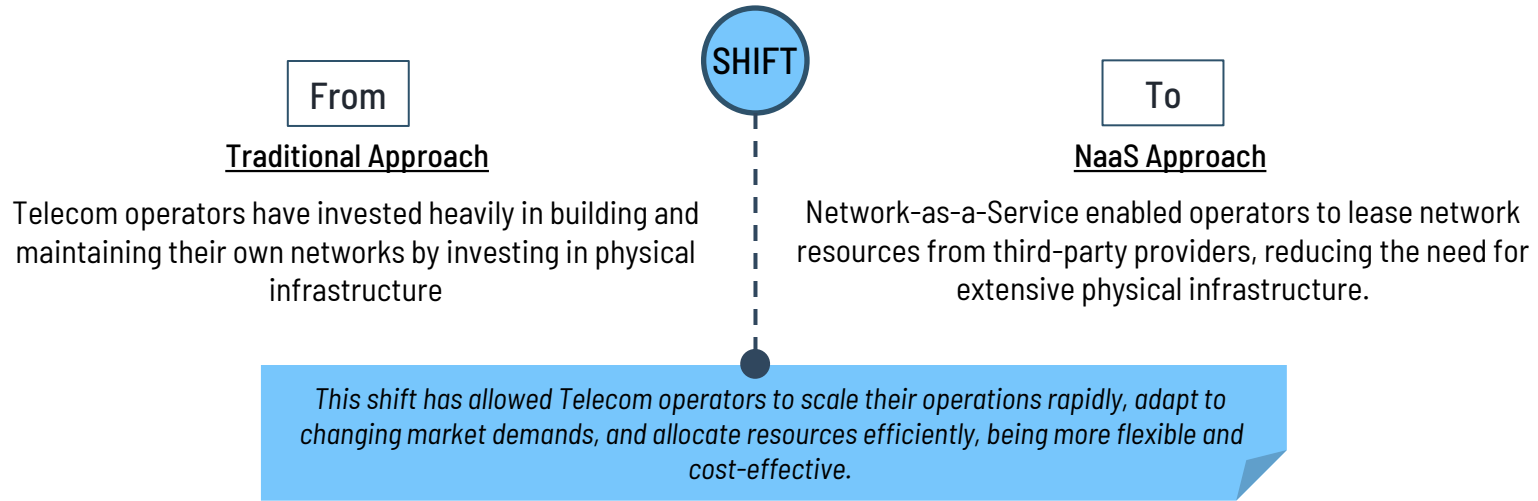 SHIFT
From
Traditional Approach
Telecom operators have invested heavily in building and
maintaining their own networks by investing in physical
infrastructure
To
NaaS Approach
Network-as-a-Service enabled operators to lease network
resources from third-party providers, reducing the need for
extensive physical infrastructure.
This shift has allowed Telecom operators to scale their operations rapidly, adapt to
changing market demands, and allocate resources efficiently, being more flexible and
cost-effective.